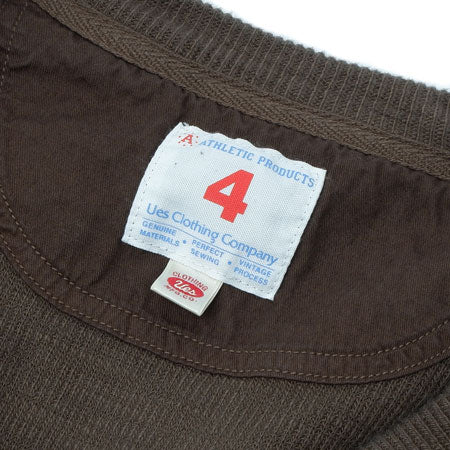 A ATHLETIC PRODUCTS
4
Ues Clothing Company
GENUINE MATERIALS • PERFECT SEWING • VINTAGE PROCESS
CLOTHING
Ues